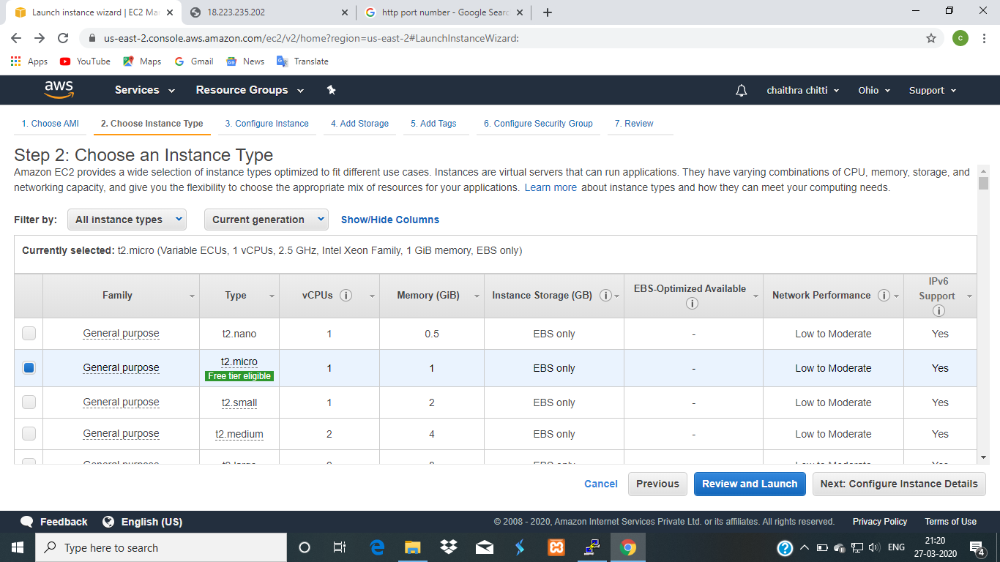 Launch instance wizard | EC2 Ma
18.223.235.202
http port number - Google Searc
us-east-2.console.aws.amazon.com/ec2/v2/home?region=us-east-2#LaunchInstanceWizard:
c
Apps YouTube Maps Gmail News Translate
aws Services Resource Groups chaithra chitti Ohio Support
1. Choose AMI 2. Choose Instance Type 3. Configure Instance 4. Add Storage 5. Add Tags 6. Configure Security Group 7. Review
Step 2: Choose an Instance Type
Amazon EC2 provides a wide selection of instance types optimized to fit different use cases. Instances are virtual servers that can run applications. They have varying combinations of CPU, memory, storage, and
networking capacity, and give you the flexibility to choose the appropriate mix of resources for your applications. Learn more about instance types and how they can meet your computing needs.
Filter by: All instance types Current generation Show/Hide Columns
Currently selected: t2.micro (Variable ECUs, 1 vCPUs, 2.5 GHz, Intel Xeon Family, 1 GiB memory, EBS only)
Family Type vCPUs Memory (GiB) Instance Storage (GB) EBS-Optimized Available Network Performance IPv6 Support
General purpose t2.nano 1 0.5 EBS only - Low to Moderate Yes
General purpose t2.micro Free tier eligible 1 1 EBS only - Low to Moderate Yes
General purpose t2.small 1 2 EBS only - Low to Moderate Yes
General purpose t2.medium 2 4 EBS only - Low to Moderate Yes
Cancel Previous Review and Launch Next: Configure Instance Details
Feedback English (US) © 2008 - 2020, Amazon Internet Services Private Ltd. or its affiliates. All rights reserved. Privacy Policy Terms of Use
Type here to search
ENG
21:20
27-03-2020
4